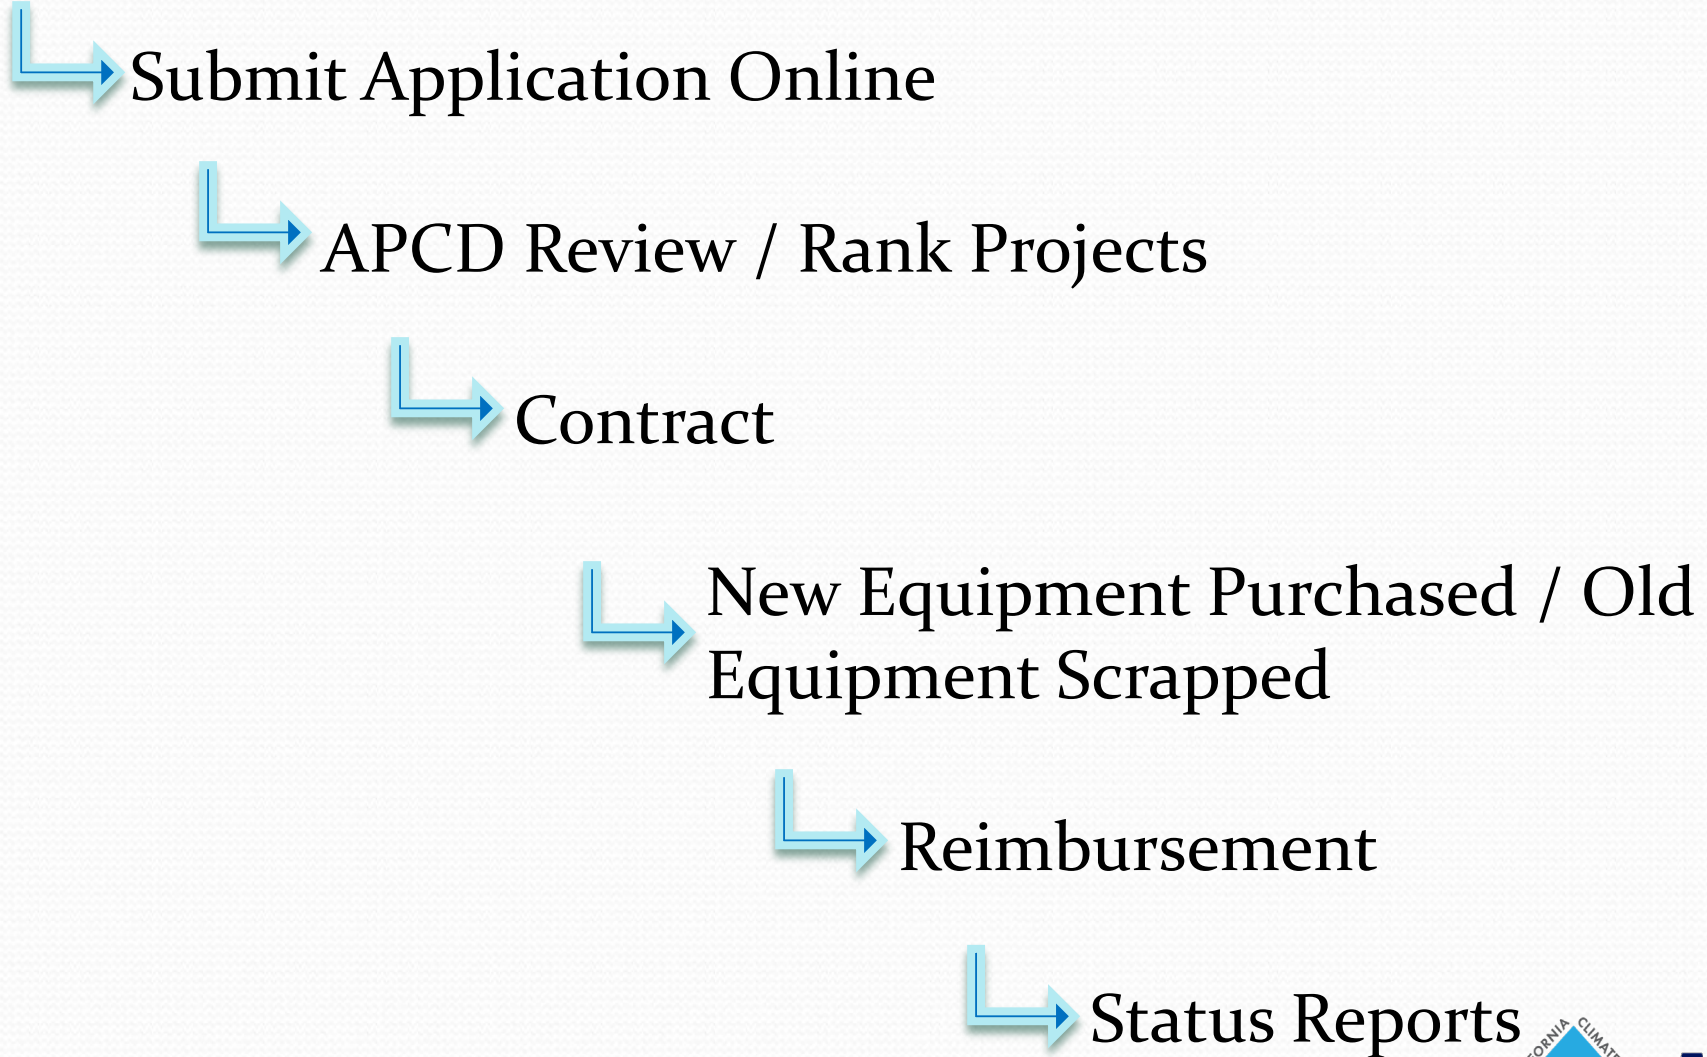 Submit Application Online
APCD Review / Rank Projects
Contract
New Equipment Purchased / Old
Equipment Scrapped
Reimbursement
Status Reports